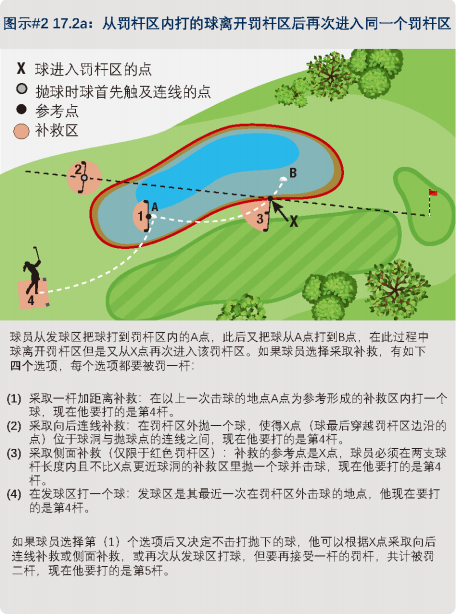 图示#2 17.2a：从罚杆区内打的球离开罚杆区后再次进入同一个罚杆区
X 球进入罚杆区的点
抛球时球首先触及连线的点
参考点
补救区
2
B
A
1
3
X
4
球员从发球区把球打到罚杆区内的A点，此后又把球从A点打到B点，在此过程中
球离开罚杆区但是又从X点再次进入该罚杆区。如果球员选择采取补救，有如下
四个选项，每个选项都要被罚一杆：
(1) 采取一杆加距离补救：在以上一次击球的地点A点为参考形成的补救区内打一个
球，现在他要打的是第4杆。
(2) 采取向后连线补救：在罚杆区外抛一个球，使得X点（球最后穿越罚杆区边沿的
点）位于球洞与抛球点的连线之间，现在他要打的是第4杆。
(3) 采取侧面补救（仅限于红色罚杆区）：补救的参考点是X点，球员必须在两支球
杆长度内且不比X点更近球洞的补救区里抛一个球并击球，现在他要打的是第4
杆。
(4) 在发球区打一个球：发球区是其最近一次在罚杆区外击球的地点，他现在要打
的是第4杆。
如果球员选择第（1）个选项后又决定不击打抛下的球，他可以根据X点采取向后
连线补救或侧面补救，或再次从发球区打球，但要再接受一杆的罚杆，共计被罚
二杆，现在他要打的是第5杆。